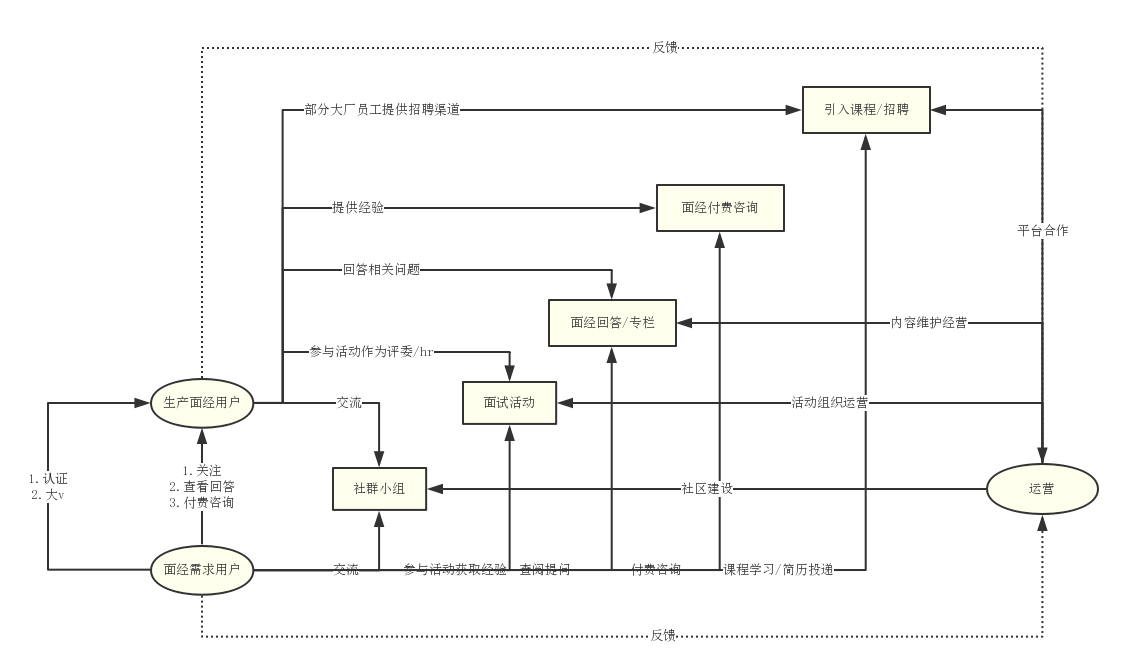 反馈
部分大厂员工提供招聘渠道
引入课程/招聘
提供经验
面经付费咨询
平台合作
回答相关问题
面经回答/专栏
内容维护经营
参与活动作为评委/hr
生产面经用户
交流
面试活动
活动组织运营
1.认证
2.大v
1.关注
2.查看回答
3.付费咨询
社群小组
社区建设
运营
面经需求用户
交流
参与活动获取经验
查阅提问
付费咨询
课程学习/简历投递
反馈